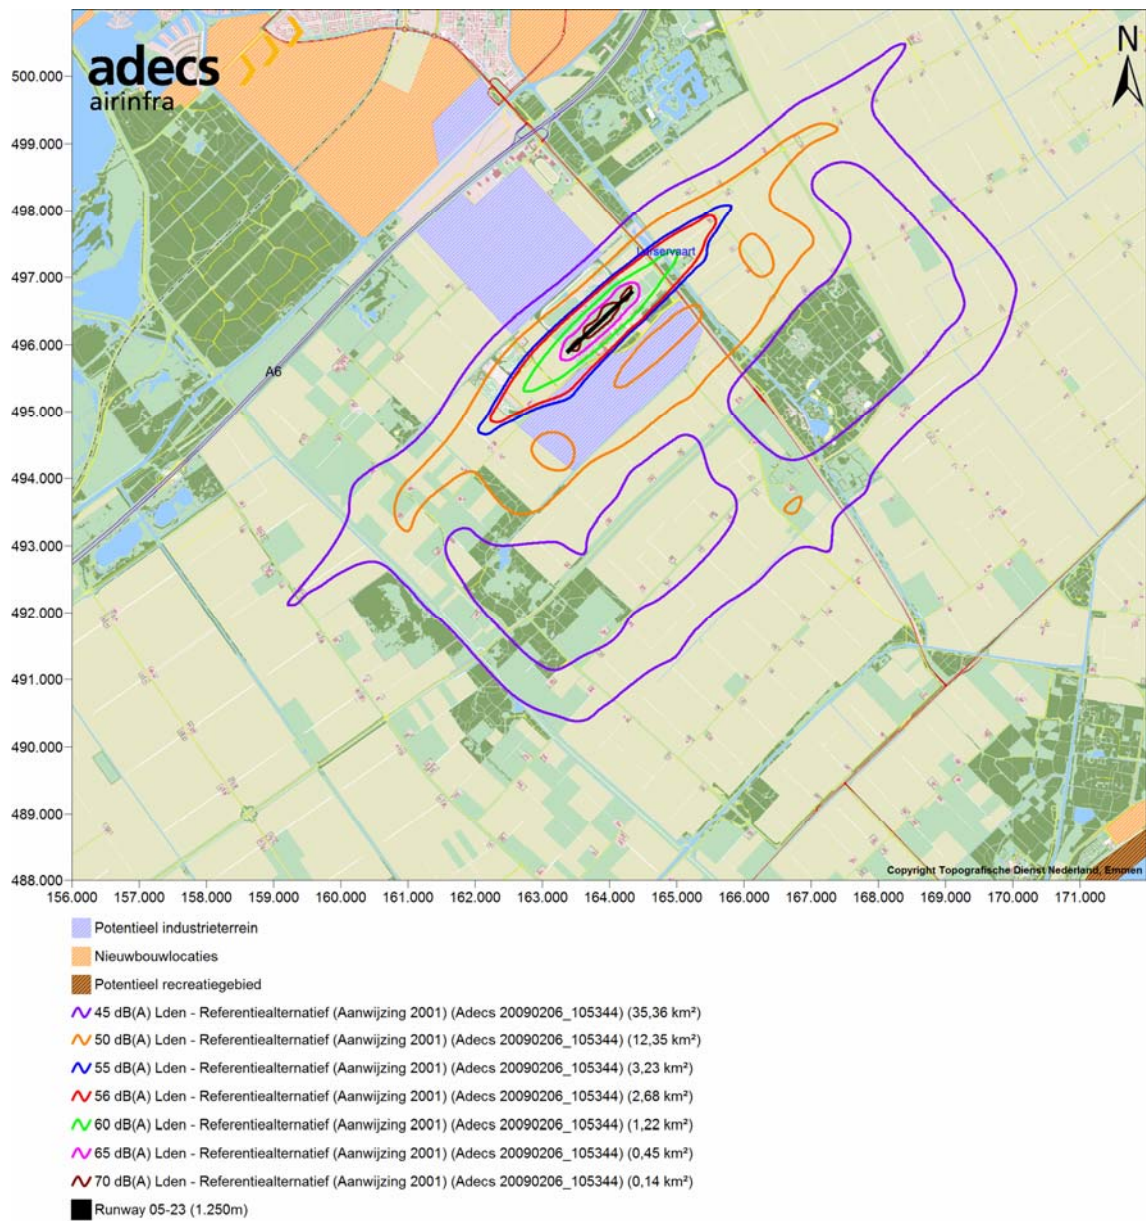 adecs
airinfra
N
500.000
499.000
498.000
497.000
496.000
495.000
494.000
493.000
492.000
491.000
490.000
489.000
488.000
A6
Copyright Topografische Dienst Nederland, Emmen
156.000 157.000 158.000 159.000 160.000 161.000 162.000 163.000 164.000 165.000 166.000 167.000 168.000 169.000 170.000 171.000
Potentieel industrieterrein
Nieuwbouwlocaties
Potentieel recreatiegebied
45 dB(A) Lden - Referentiealternatief (Aanwijzing 2001) (Adecs 20090206_105344) (35,36 km²)
50 dB(A) Lden - Referentiealternatief (Aanwijzing 2001) (Adecs 20090206_105344) (12,35 km²)
55 dB(A) Lden - Referentiealternatief (Aanwijzing 2001) (Adecs 20090206_105344) (3,23 km²)
56 dB(A) Lden - Referentiealternatief (Aanwijzing 2001) (Adecs 20090206_105344) (2,68 km²)
60 dB(A) Lden - Referentiealternatief (Aanwijzing 2001) (Adecs 20090206_105344) (1,22 km²)
65 dB(A) Lden - Referentiealternatief (Aanwijzing 2001) (Adecs 20090206_105344) (0,45 km²)
70 dB(A) Lden - Referentiealternatief (Aanwijzing 2001) (Adecs 20090206_105344) (0,14 km²)
Runway 05-23 (1.250m)